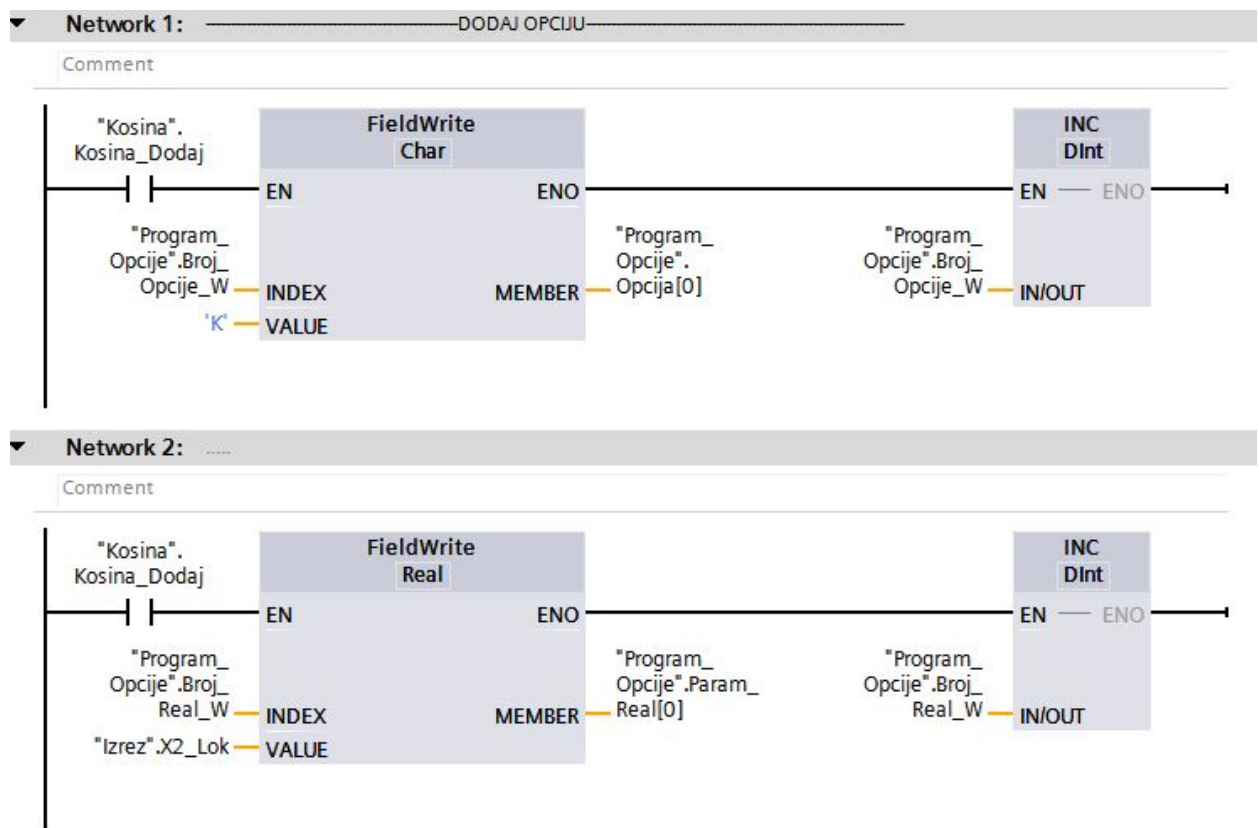 Network 1: ------------------------------DODAJ OPCIJU--------------------------------------
Comment
"Kosina".
Kosina_Dodaj
FieldWrite
Char
EN
ENO
"Program_
Opcije".Broj_
Opcije_W
INDEX
'K'
VALUE
MEMBER
"Program_
Opcije".
Opcija[0]
INC
DInt
EN
ENO
"Program_
Opcije".Broj_
Opcije_W
IN/OUT
Network 2: .....
Comment
"Kosina".
Kosina_Dodaj
FieldWrite
Real
EN
ENO
"Program_
Opcije".Broj_
Real_W
INDEX
"Izrez".X2_Lok
VALUE
MEMBER
"Program_
Opcije".Param_
Real[0]
INC
DInt
EN
ENO
"Program_
Opcije".Broj_
Real_W
IN/OUT